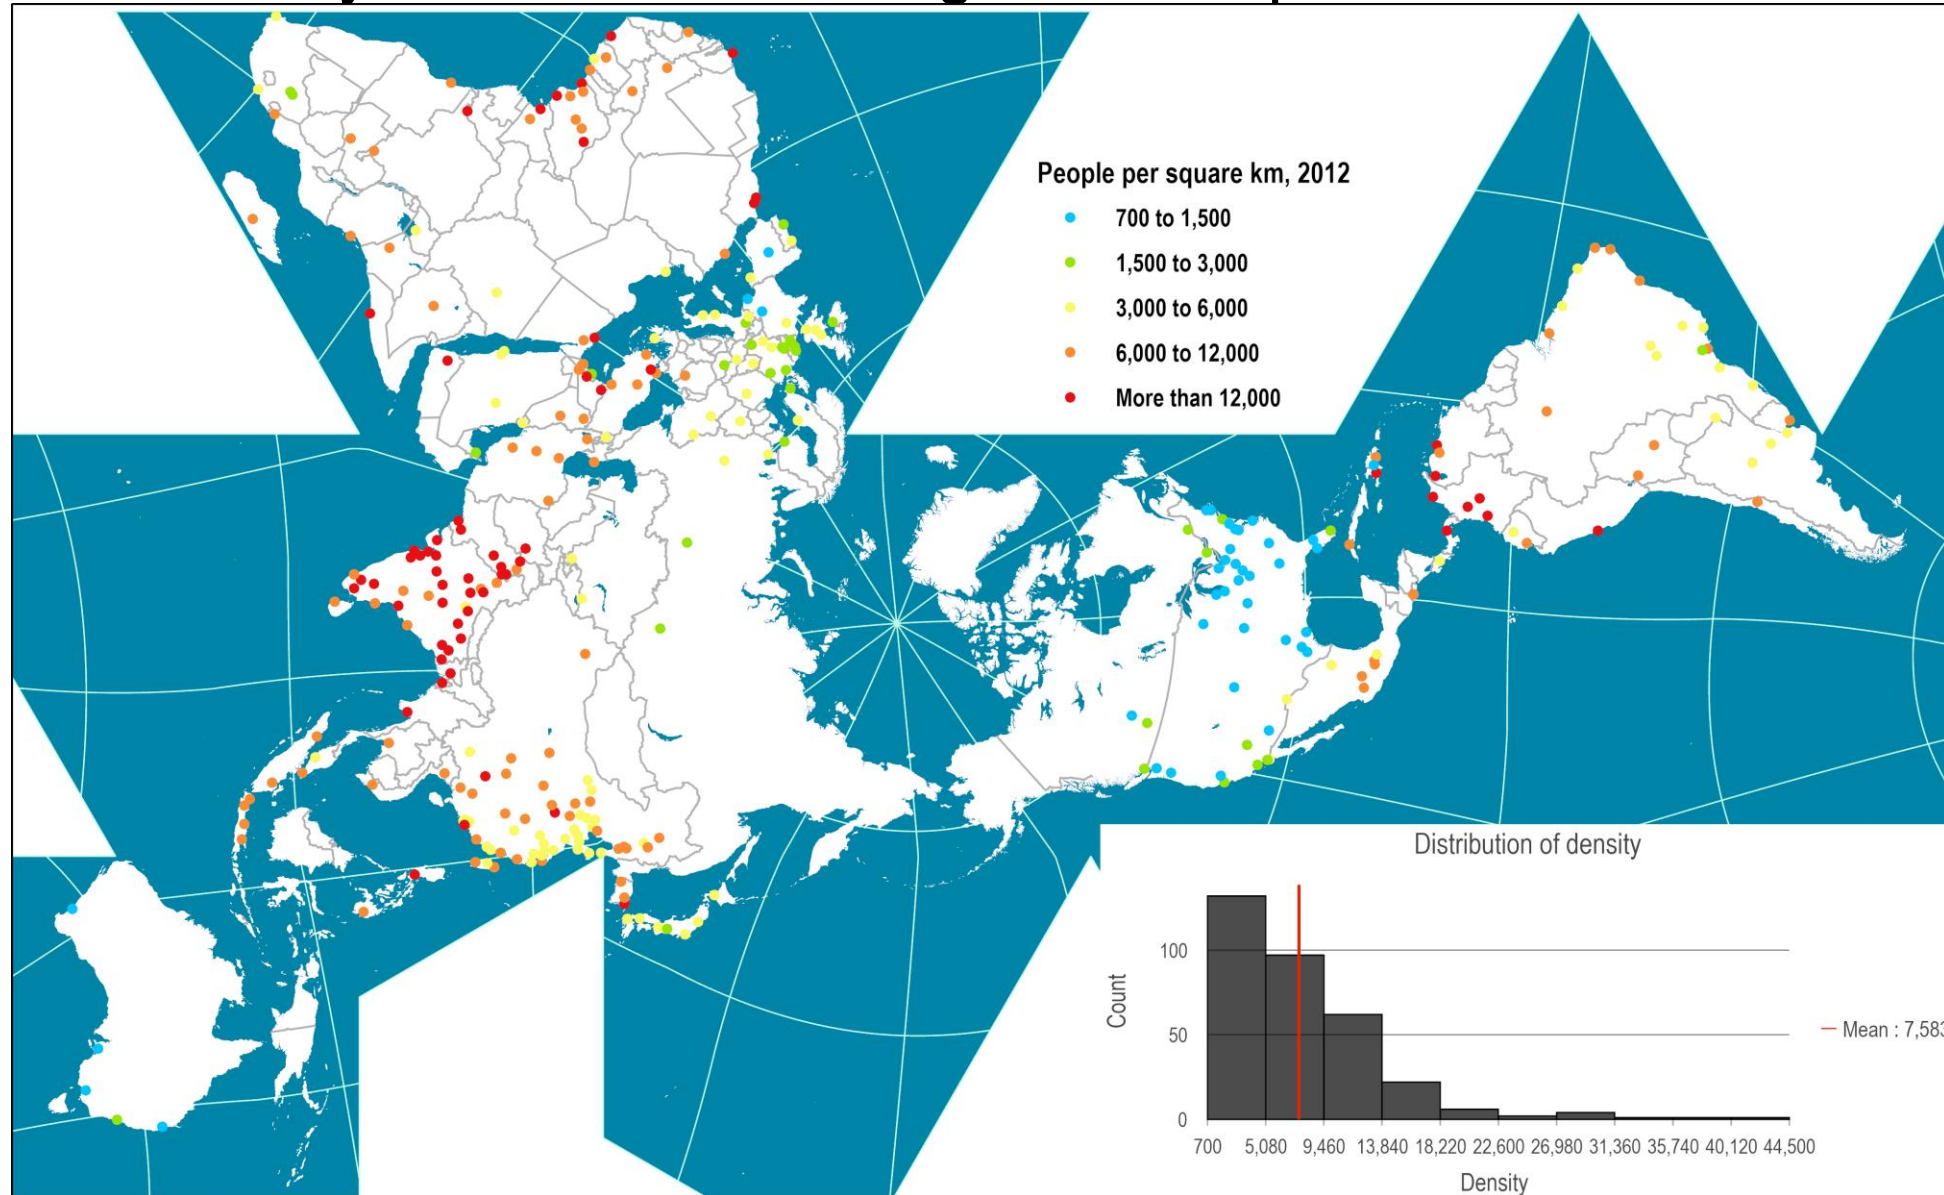 People per square km, 2012
700 to 1,500
1,500 to 3,000
3,000 to 6,000
6,000 to 12,000
More than 12,000
Distribution of density
Count
100
50
0
Mean : 7,583
700 5,080 9,460 13,840 18,220 22,600 26,980 31,360 35,740 40,120 44,500
Density